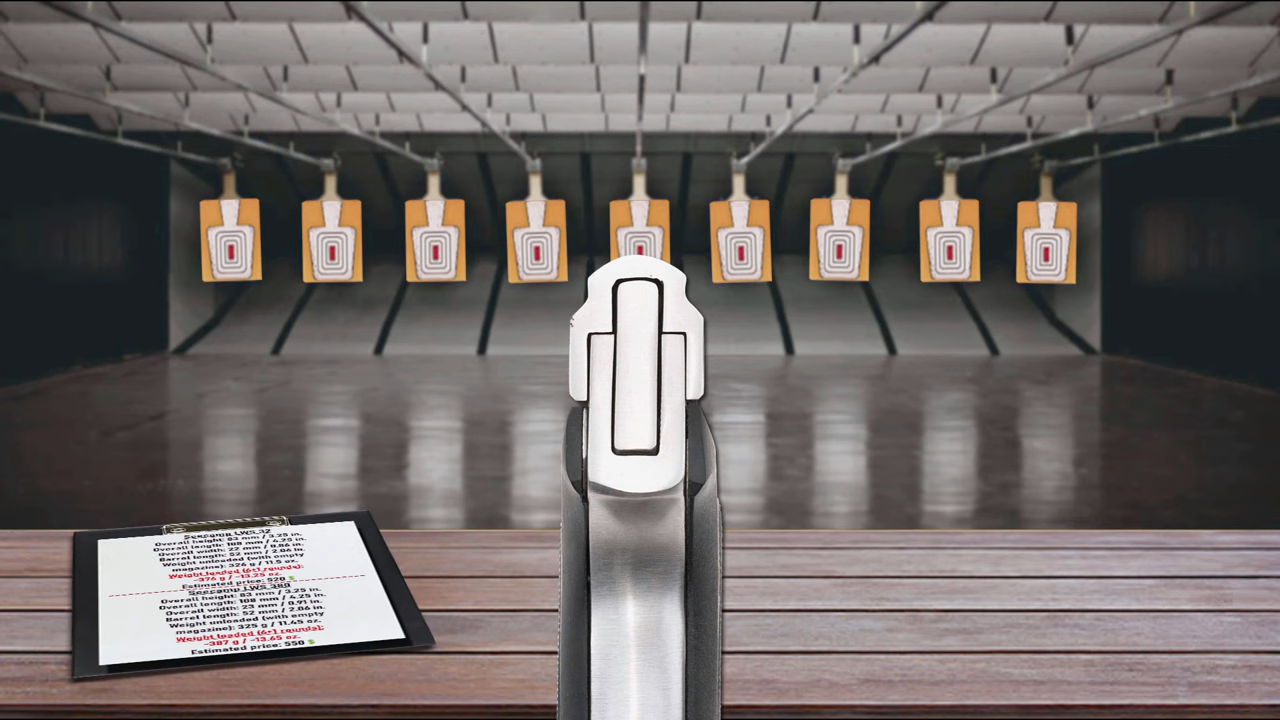 Seecamp LWS 32
Overall height: 83 mm / 3.25 in.
Overall length: 108 mm / 4.25 in.
Overall width: 22 mm / 0.86 in.
Barrel length: 52 mm / 2.06 in.
Weight unloaded (with empty
magazine): 326 g / 11.5 oz.
Weight loaded (6+1 rounds):
~376 g / ~13.25 oz.
Estimated price: 520 $
Seecamp LWS 380
Overall height: 83 mm / 3.25 in.
Overall length: 108 mm / 4.25 in.
Overall width: 23 mm / 0.91 in.
Barrel length: 52 mm / 2.06 in.
Weight unloaded (with empty
magazine): 325 g / 11.45 oz.
Weight loaded (6+1 rounds):
~387 g / ~13.65 oz.
Estimated price: 550 $